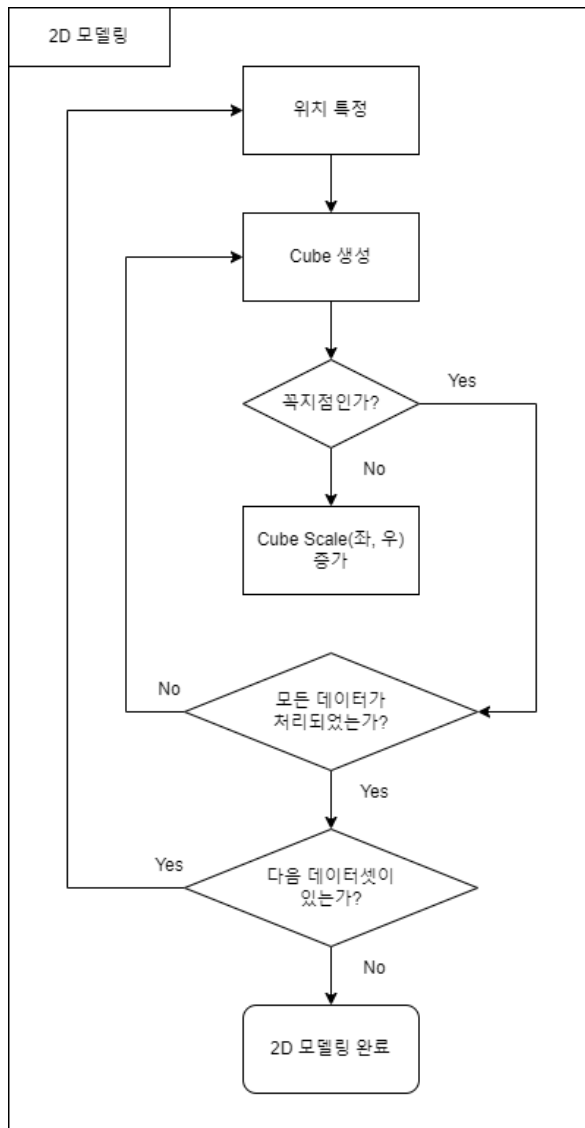 2D 모델링
위치 특정
Cube 생성
꼭지점인가?
Yes
No
Cube Scale(좌, 우)
증가
모든 데이터가
처리되었는가?
No
Yes
다음 데이터셋이
있는가?
Yes
No
2D 모델링 완료